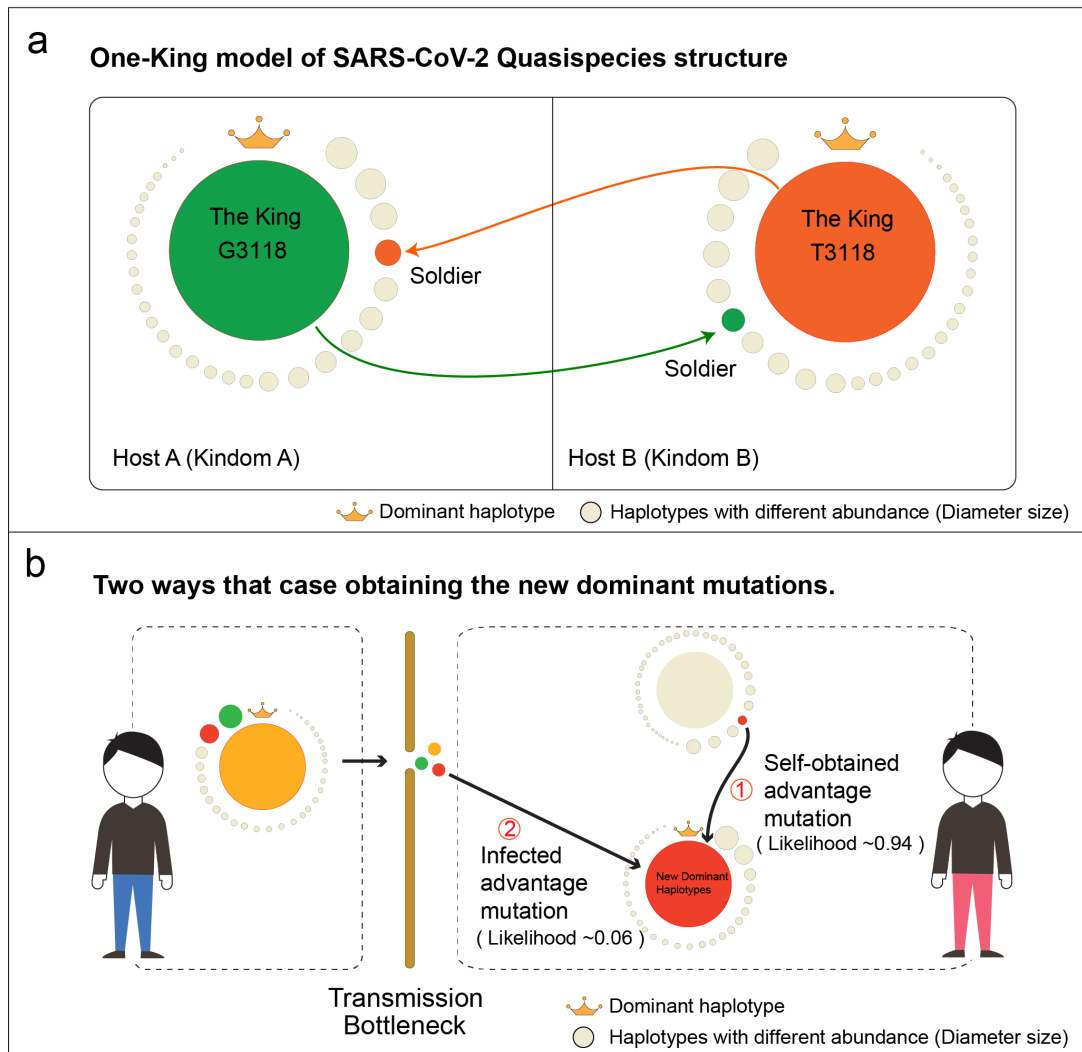 a
One-King model of SARS-CoV-2 Quasispecies structure
The King
G3118
Soldier
The King
T3118
Soldier
Host A (Kindom A)
Host B (Kindom B)
Dominant haplotype
Haplotypes with different abundance (Diameter size)
b
Two ways that case obtaining the new dominant mutations.
①
Self-obtained
advantage
mutation
( Likelihood ~0.94 )
②
Infected
advantage
mutation
( Likelihood ~0.06 )
New Dominant
Haplotypes
Transmission
Bottleneck
Dominant haplotype
Haplotypes with different abundance (Diameter size)